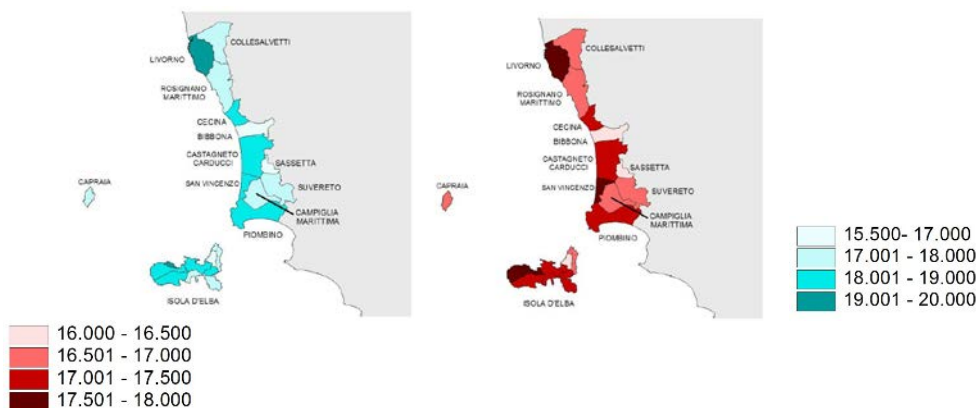 COLLESALVETTI
LIVORNO
ROSIGNANO
MARITTIMO
CECINA
BIBBONA
CASTAGNETO
CARDUCCI
SASSETTA
SAN VINCENZO
SUVERETO
CAPRAIA
CAMPIGLIA
MARITTIMA
PIOMBINO
ISOLA D'ELBA
16.000 - 16.500
16.501 - 17.000
17.001 - 17.500
17.501 - 18.000
COLLESALVETTI
LIVORNO
ROSIGNANO
MARITTIMO
CECINA
BIBBONA
CASTAGNETO
CARDUCCI
SASSETTA
SAN VINCENZO
SUVERETO
CAPRAIA
CAMPIGLIA
MARITTIMA
PIOMBINO
ISOLA D'ELBA
15.500- 17.000
17.001 - 18.000
18.001 - 19.000
19.001 - 20.000